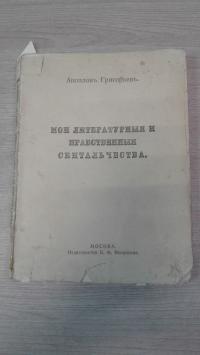 Аполлонъ Григорьевъ.
МОИ ЛИТЕРАТУРНЫЯ И
НРАВСТВЕННЫЯ
СКИТАЛЬЧЕСТВА.
МОСКВА.
Издательство К. Ѳ. Некрасова.